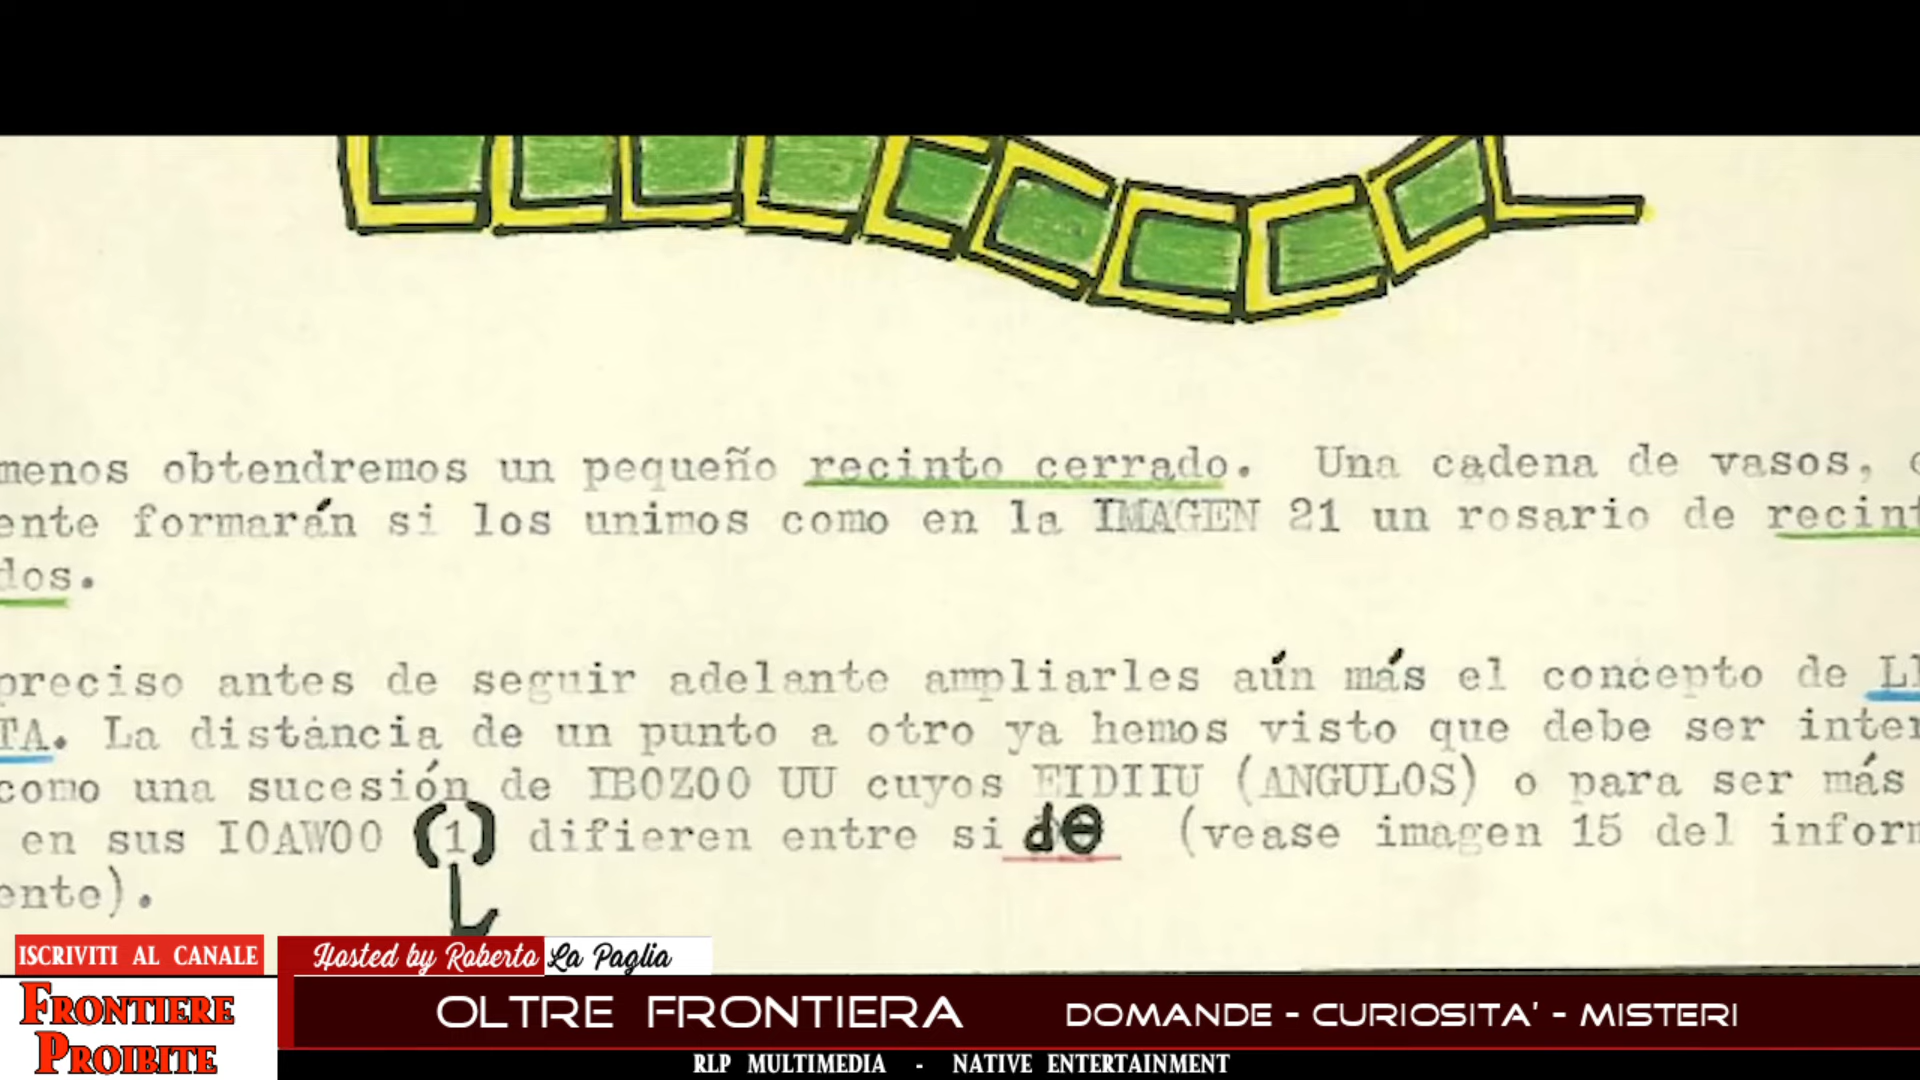 menos obtendremos un pequeño recinto cerrado. Una cadena de vasos,
ente formarán si los unimos como en la IMAGEN 21 un rosario de recint
dos.
preciso antes de seguir adelante ampliarles aún más el concepto de
TA. La distáncia de un punto a otro ya hemos visto que debe ser inter
como una sucesión de IBOZOO UU cuyos EIDIIU (ANGULOS) o para ser más
en sus IOAWOO (1) difieren entre si dθ (vease imagen 15 del inform
ente).
ISCRIVITI AL CANALE
Hosted by Roberto La Paglia
FRONTIERE
PROIBITE
OLTRE FRONTIERA
DOMANDE - CURIOSITA' - MISTERI
RLP MULTIMEDIA - NATIVE ENTERTAINMENT